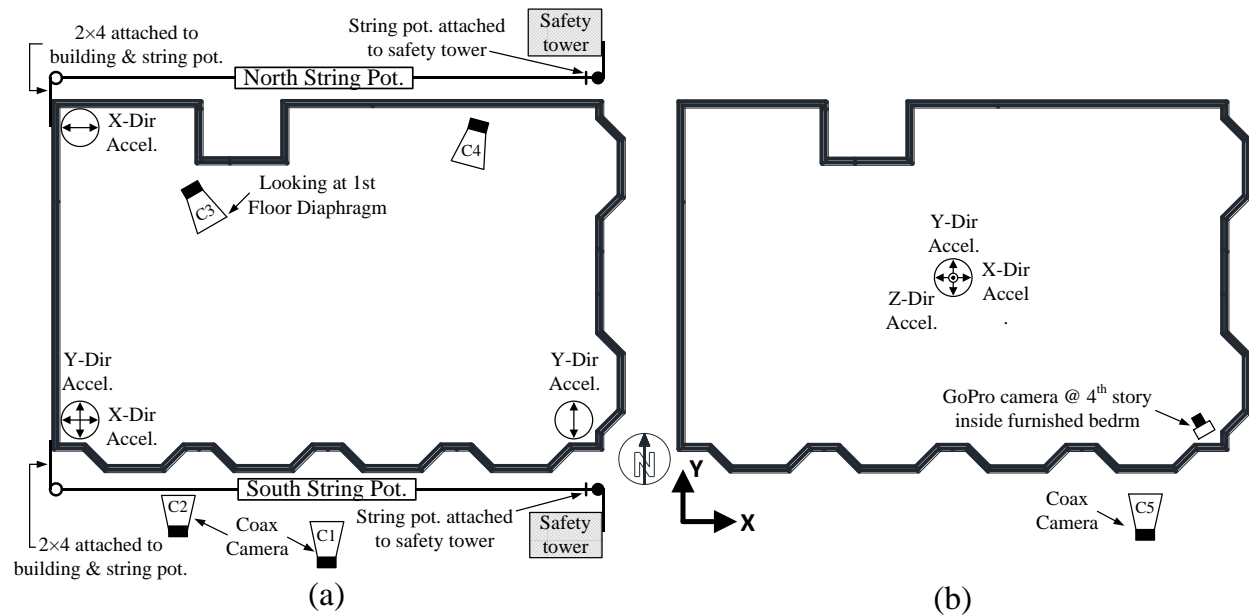 2×4 attached to
building & string pot.
String pot. attached
to safety tower
Safety
tower
North String Pot.
X-Dir
Accel.
C4
C3
Looking at 1st
Floor Diaphragm
Y-Dir
Accel.
X-Dir
Accel.
Y-Dir
Accel.
South String Pot.
C2
Coax
Camera
C1
String pot. attached
to safety tower
Safety
tower
2×4 attached to
building & string pot.
(a)
N
Y
X
Y-Dir
Accel.
X-Dir
Accel
Z-Dir
Accel.
.
GoPro camera @ 4th story
inside furnished bedrm
Coax
Camera
C5
(b)